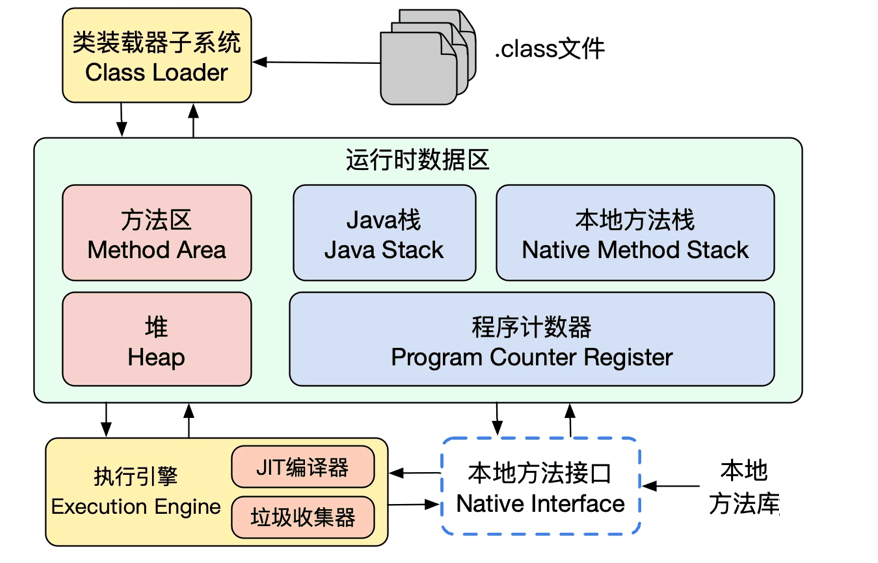 类装载器子系统
Class Loader
.class文件
运行时数据区
方法区
Method Area
Java栈
Java Stack
本地方法栈
Native Method Stack
堆
Heap
程序计数器
Program Counter Register
执行引擎
Execution Engine
JIT编译器
垃圾收集器
本地方法接口
Native Interface
本地
方法库